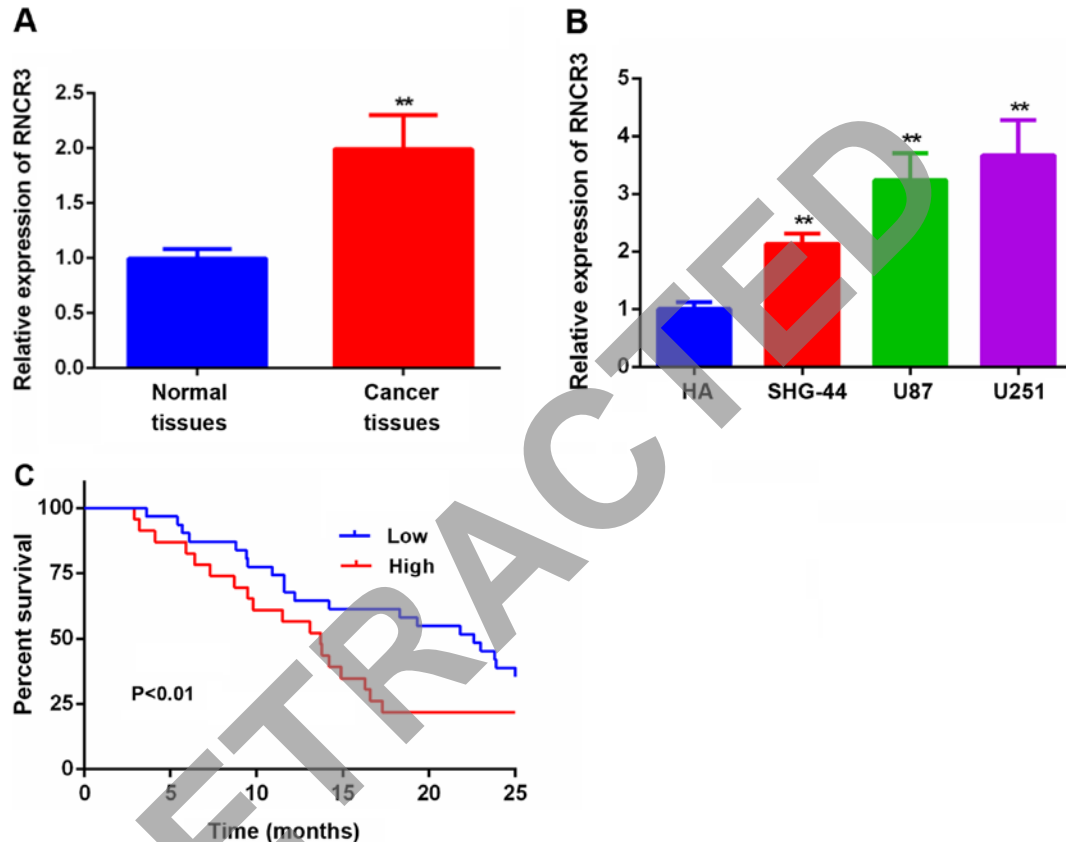 A
Relative expression of RNCR3
2.5
2.0
1.5
1.0
0.5
0.0
**
Normal
tissues
Cancer
tissues
B
Relative expression of RNCR3
5
4
3
2
1
0
**
**
**
HA
SHG-44
U87
U251
C
Percent survival
100
75
50
25
0
Low
High
P<0.01
0 5 10 15 20 25
Time (months)
ETRACTED